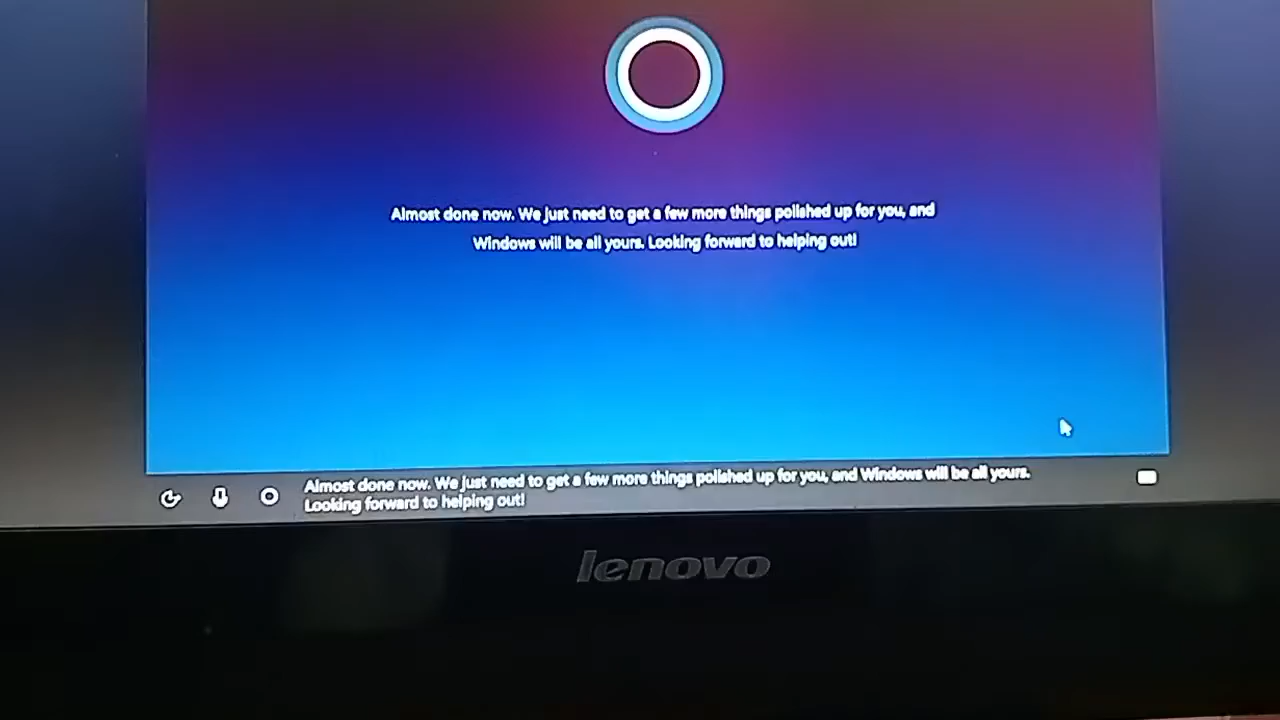 Almost done now. We just need to get a few more things polished up for you, and
Windows will be all yours. Looking forward to helping out!
Almost done now. We just need to get a few more things polished up for you, and Windows will be all yours.
Looking forward to helping out!
lenovo